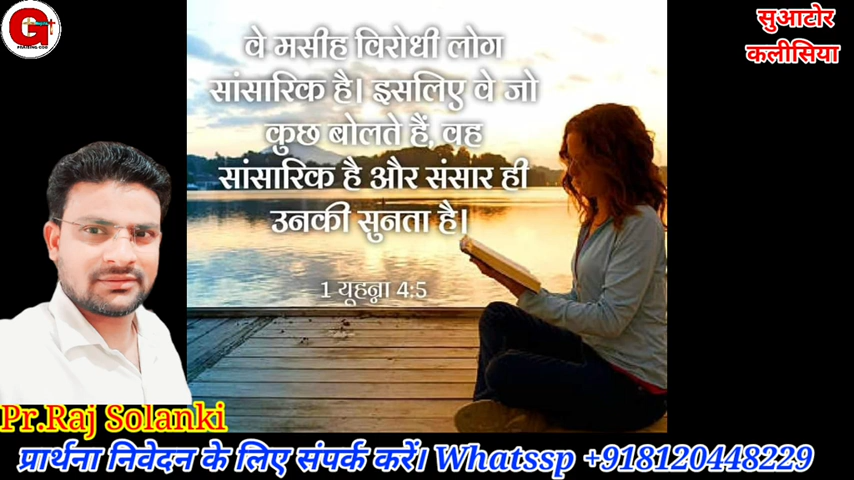 सुआटोर
कलीसिया
वे मसीह विरोधी लोग
सांसारिक है। इसलिए वे जो
कुछ बोलते हैं, वह
सांसारिक है और संसार ही
उनकी सुनता है।
1 यूहन्ना 4:5
Pr.Raj Solanki
प्रार्थना निवेदन के लिए संपर्क करें। Whatssp +918120448229